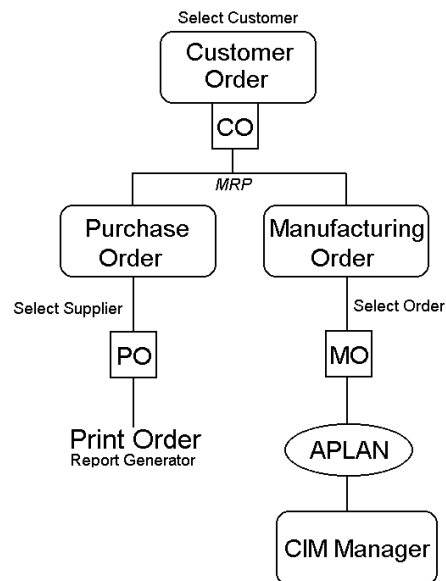 Select Customer
Customer
Order
CO
MRP
Purchase
Order
Manufacturing
Order
Select Supplier
Select Order
PO
MO
Print Order
Report Generator
APLAN
CIM Manager